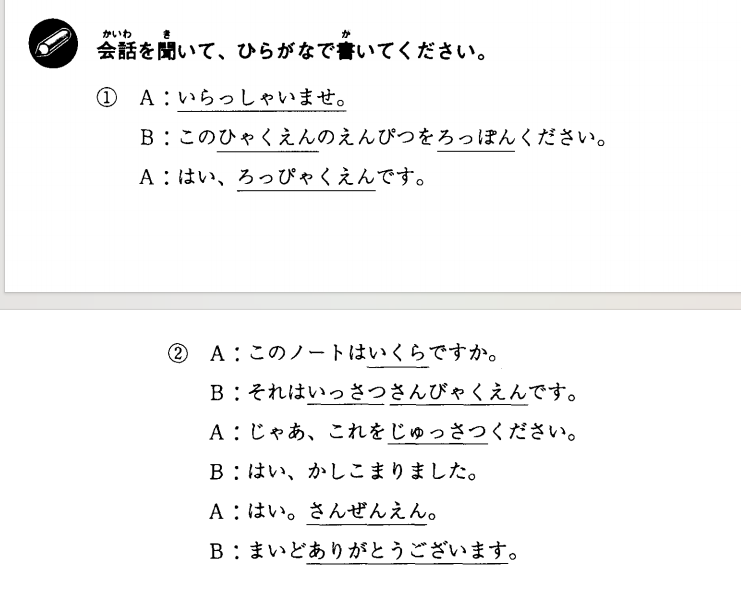 会話を聞いて、ひらがなで書いてください。
① A：いらっしゃいませ。
B：このひゃくえんのえんぴつをろっぽんください。
A：はい、ろっぴゃくえんです。
② A：このノートはいくらですか。
B：それはいっさつさんびゃくえんです。
A：じゃあ、これをじゅっさつください。
B：はい、かしこまりました。
A：はい。さんぜんえん。
B：まいどありがとうございます。